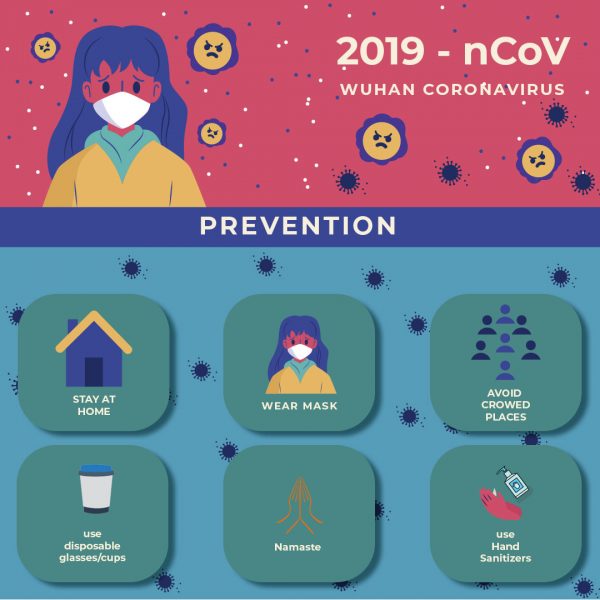 2019 - nCoV
WUHAN CORONAVIRUS
PREVENTION
STAY AT
HOME
WEAR MASK
AVOID
CROWED
PLACES
use
disposable
glasses/cups
Namaste
use
Hand
Sanitizers